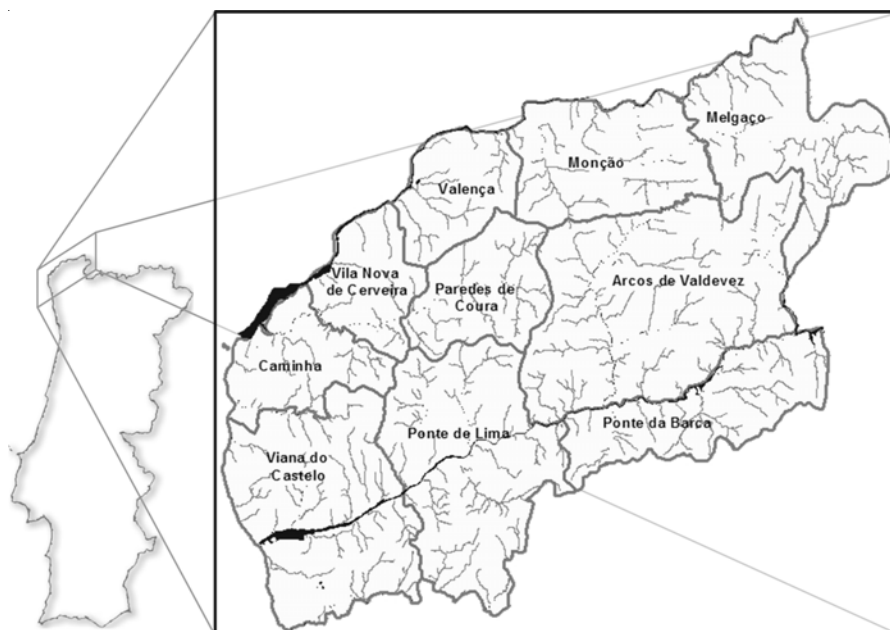 Melgaço
Monção
Valença
Vila Nova
de Cerveira
Paredes de
Coura
Arcos de Valdevez
Caminha
Ponte de Lima
Ponte da Barca
Viana do
Castelo